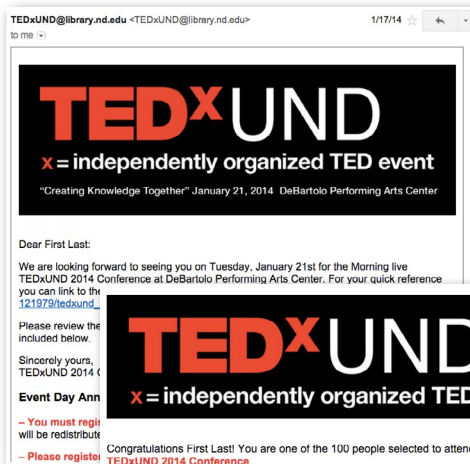 TEDxUND@library.nd.edu <TEDxUND@library.nd.edu> 1/17/14
to me
TEDxUND
x = independently organized TED event
"Creating Knowledge Together" January 21, 2014 DeBartolo Performing Arts Center
Dear First Last:
We are looking forward to seeing you on Tuesday, January 21st for the Morning live
TEDxUND 2014 Conference at DeBartolo Performing Arts Center. For your quick reference
you can link to the
121979/tedxund_
Please review the
included below.
Sincerely yours,
TEDxUND 2014
Event Day Ann
– You must regi
will be redistribute
– Please register
TEDxUND
x = independently organized TED
Congratulations First Last! You are one of the 100 people selected to atten
TEDxUND 2014 Conference